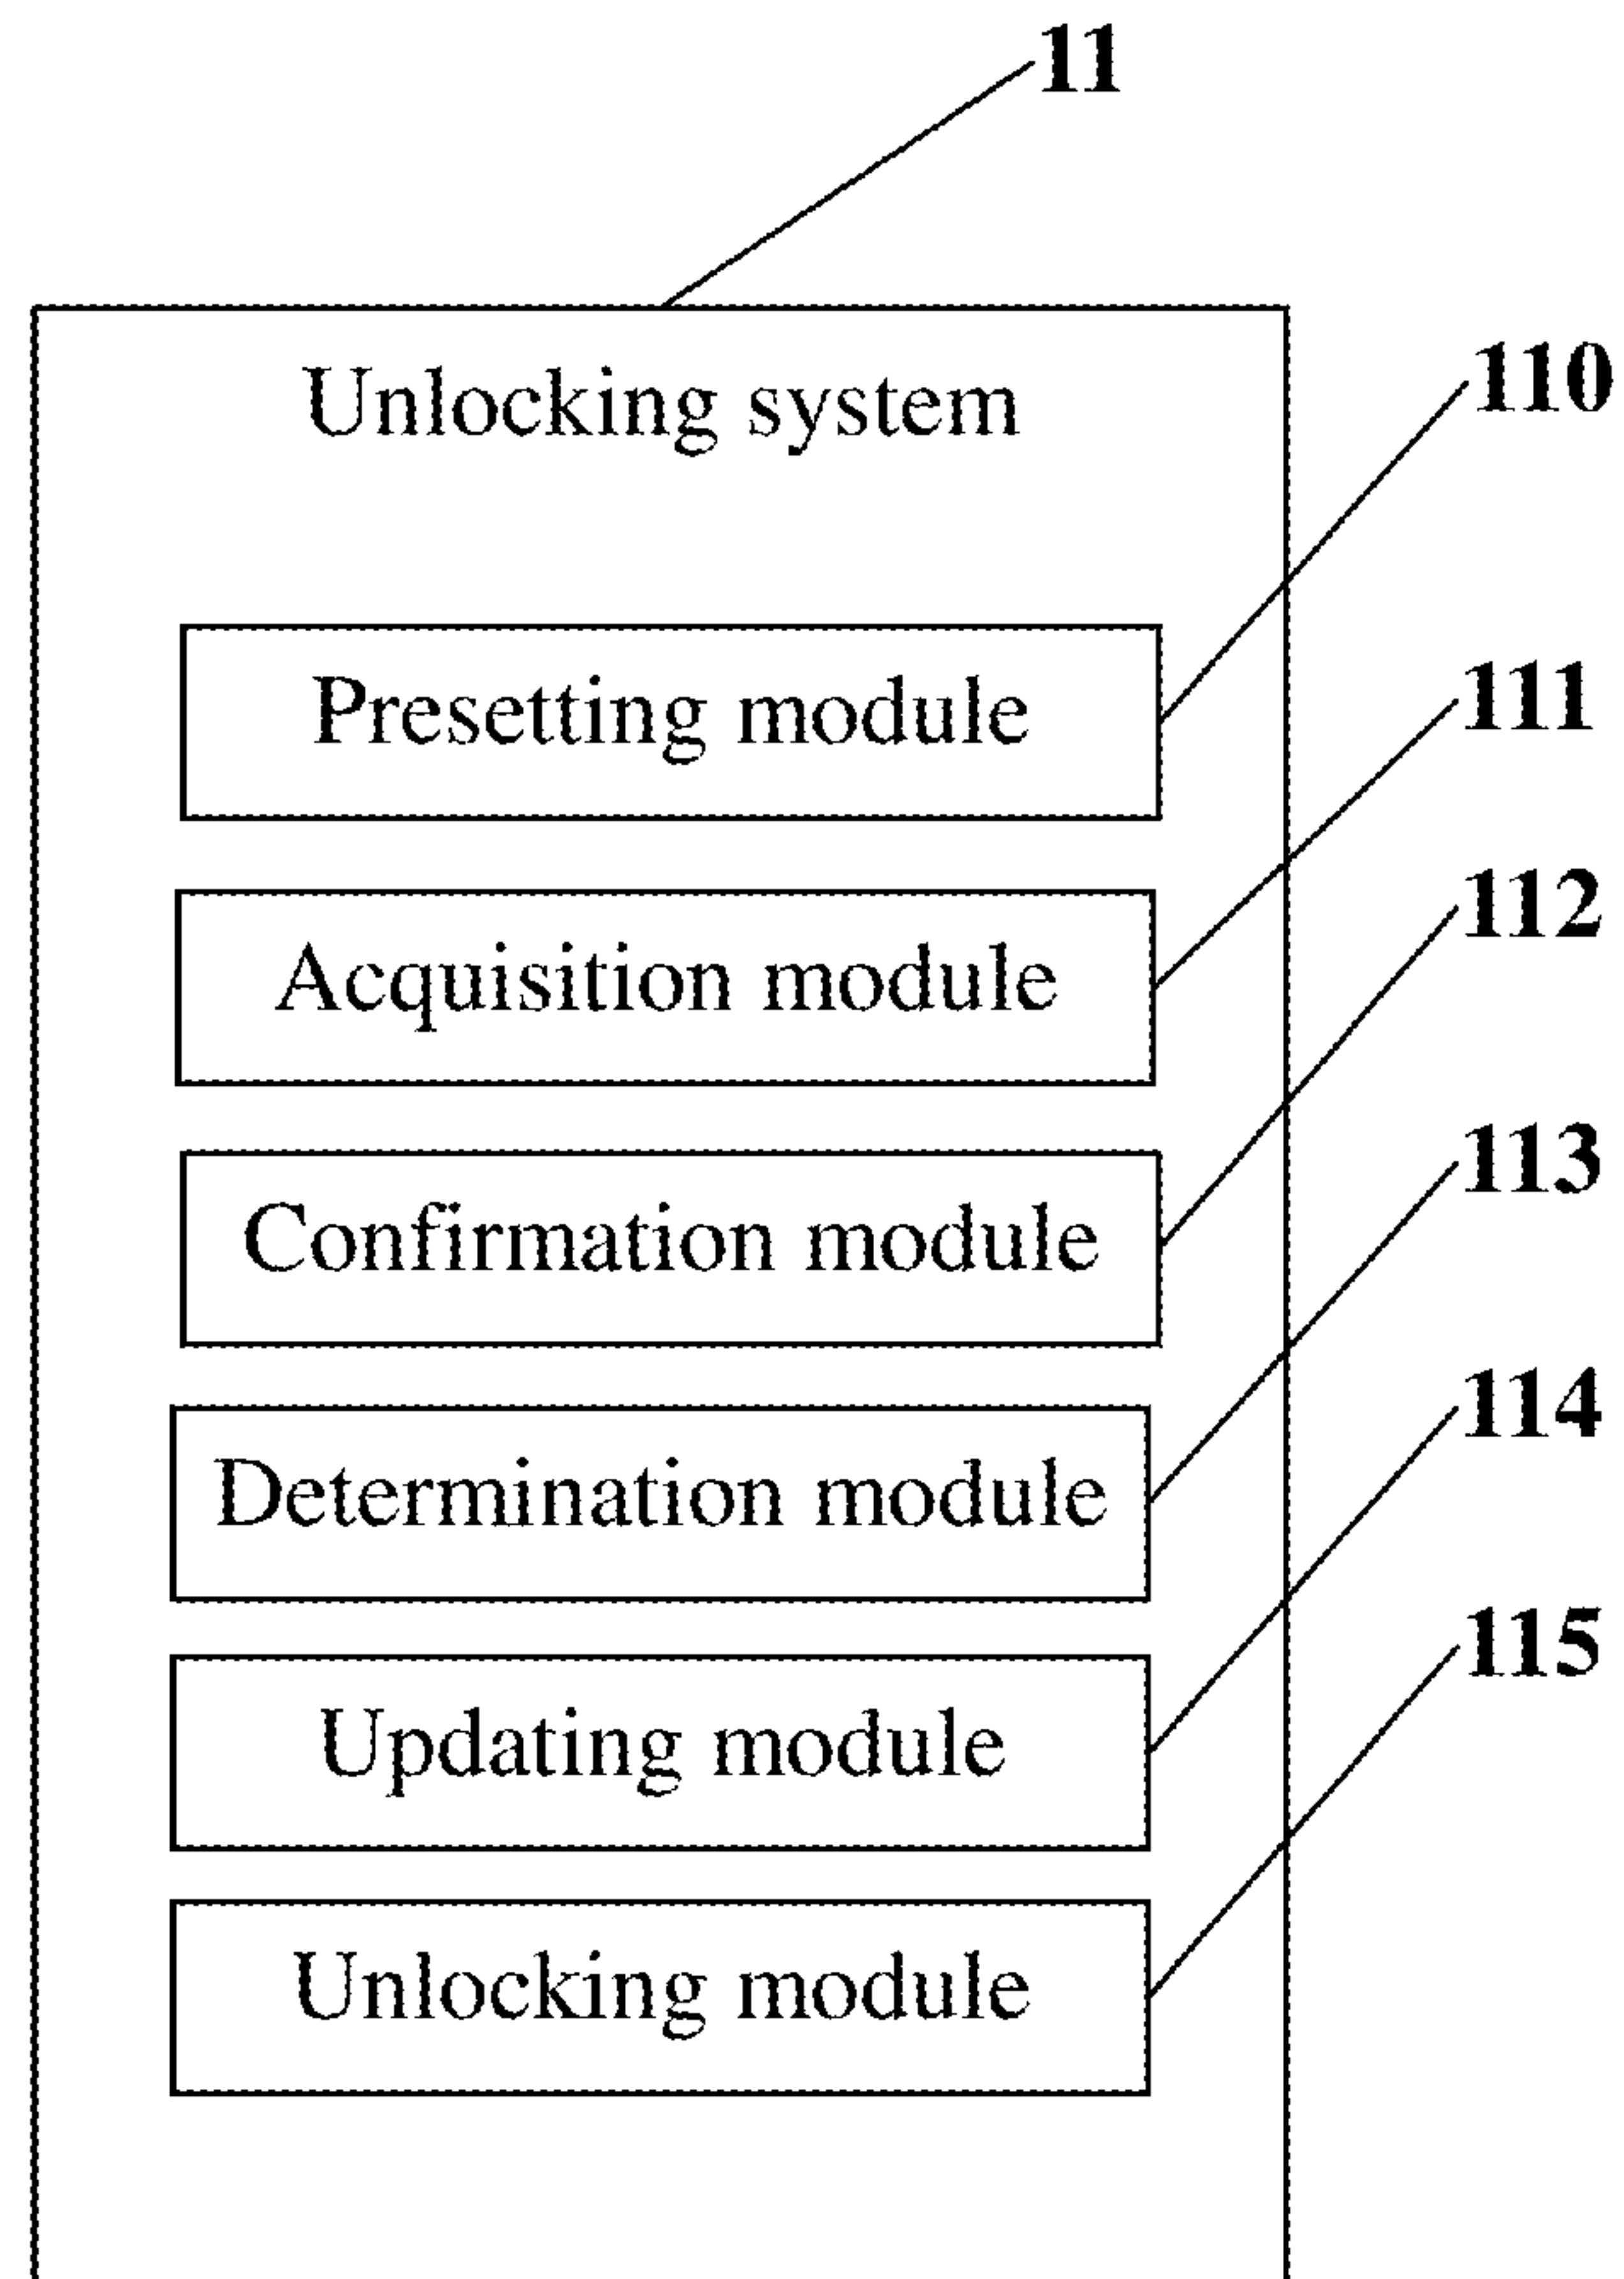 11
Unlocking system
110
Presetting module
111
Acquisition module
112
Confirmation module
113
Determination module
114
Updating module
115
Unlocking module